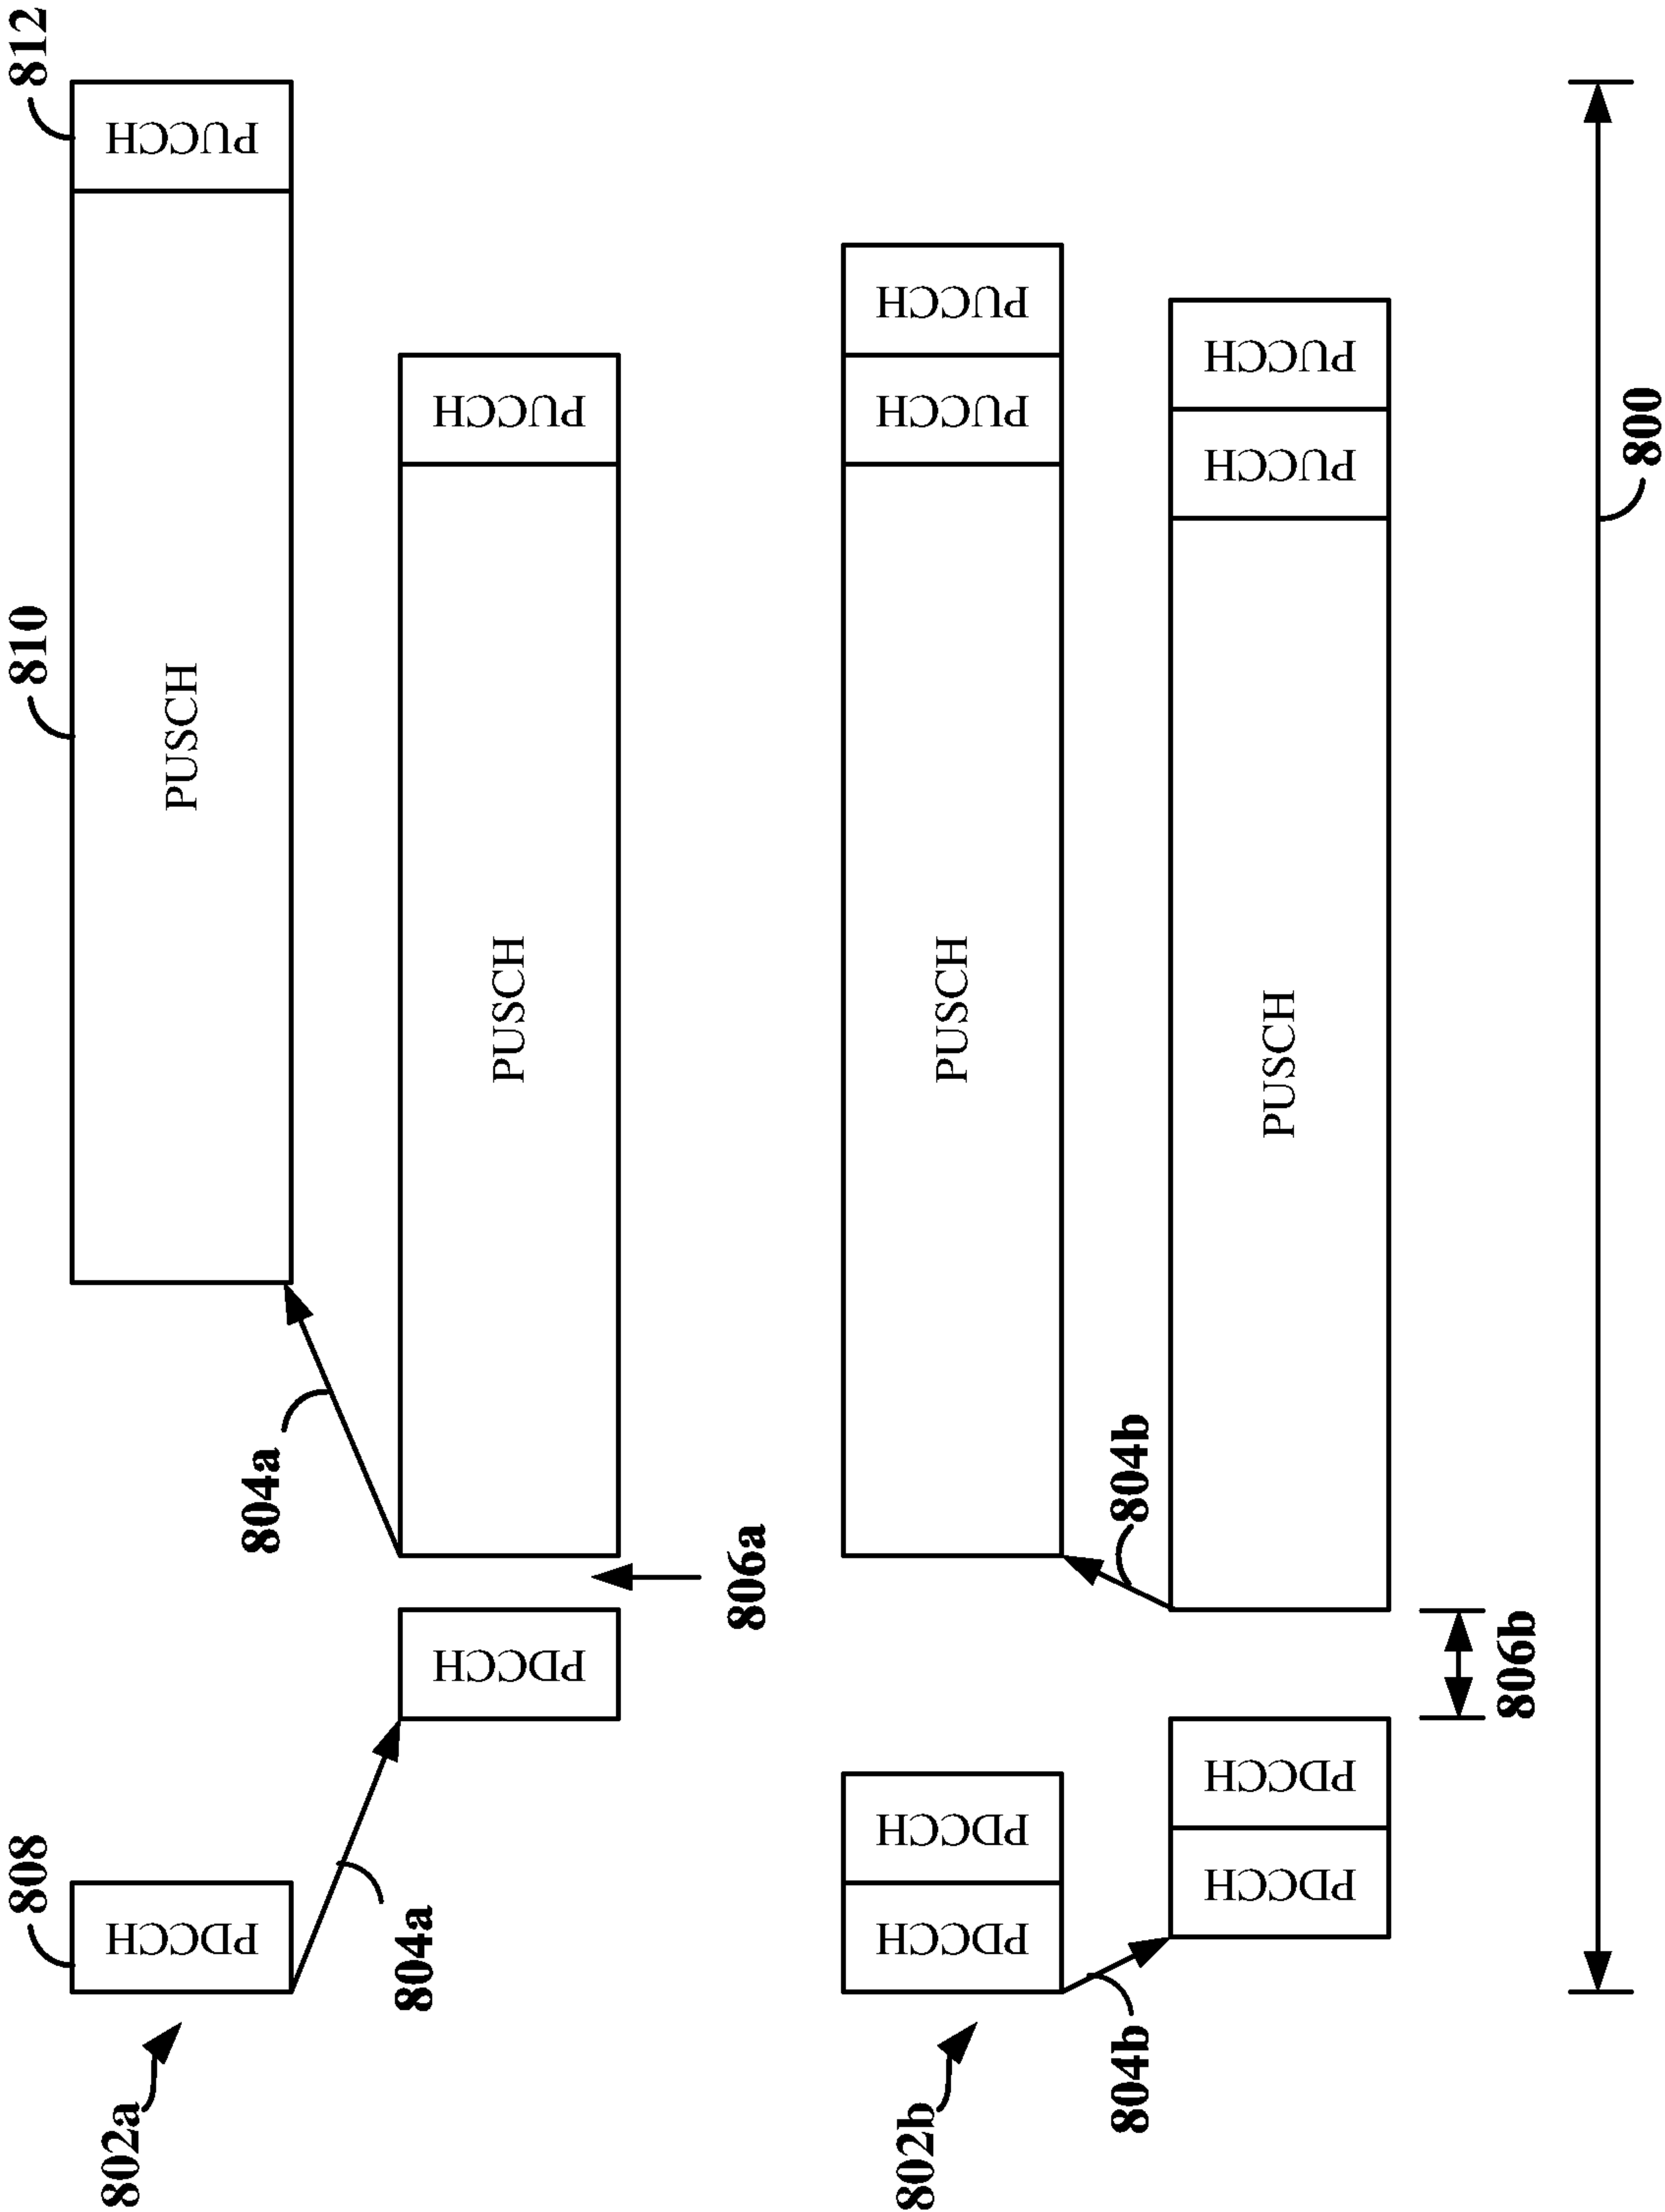 808
810
812
802a
PDCCH
PUSCH
PUCCH
804a
804a
PDCCH
PUSCH
PUCCH
806a
802b
PDCCH
PDCCH
PUSCH
PUCCH
PUCCH
804b
804b
PDCCH
PDCCH
PUSCH
PUCCH
PUCCH
806b
800